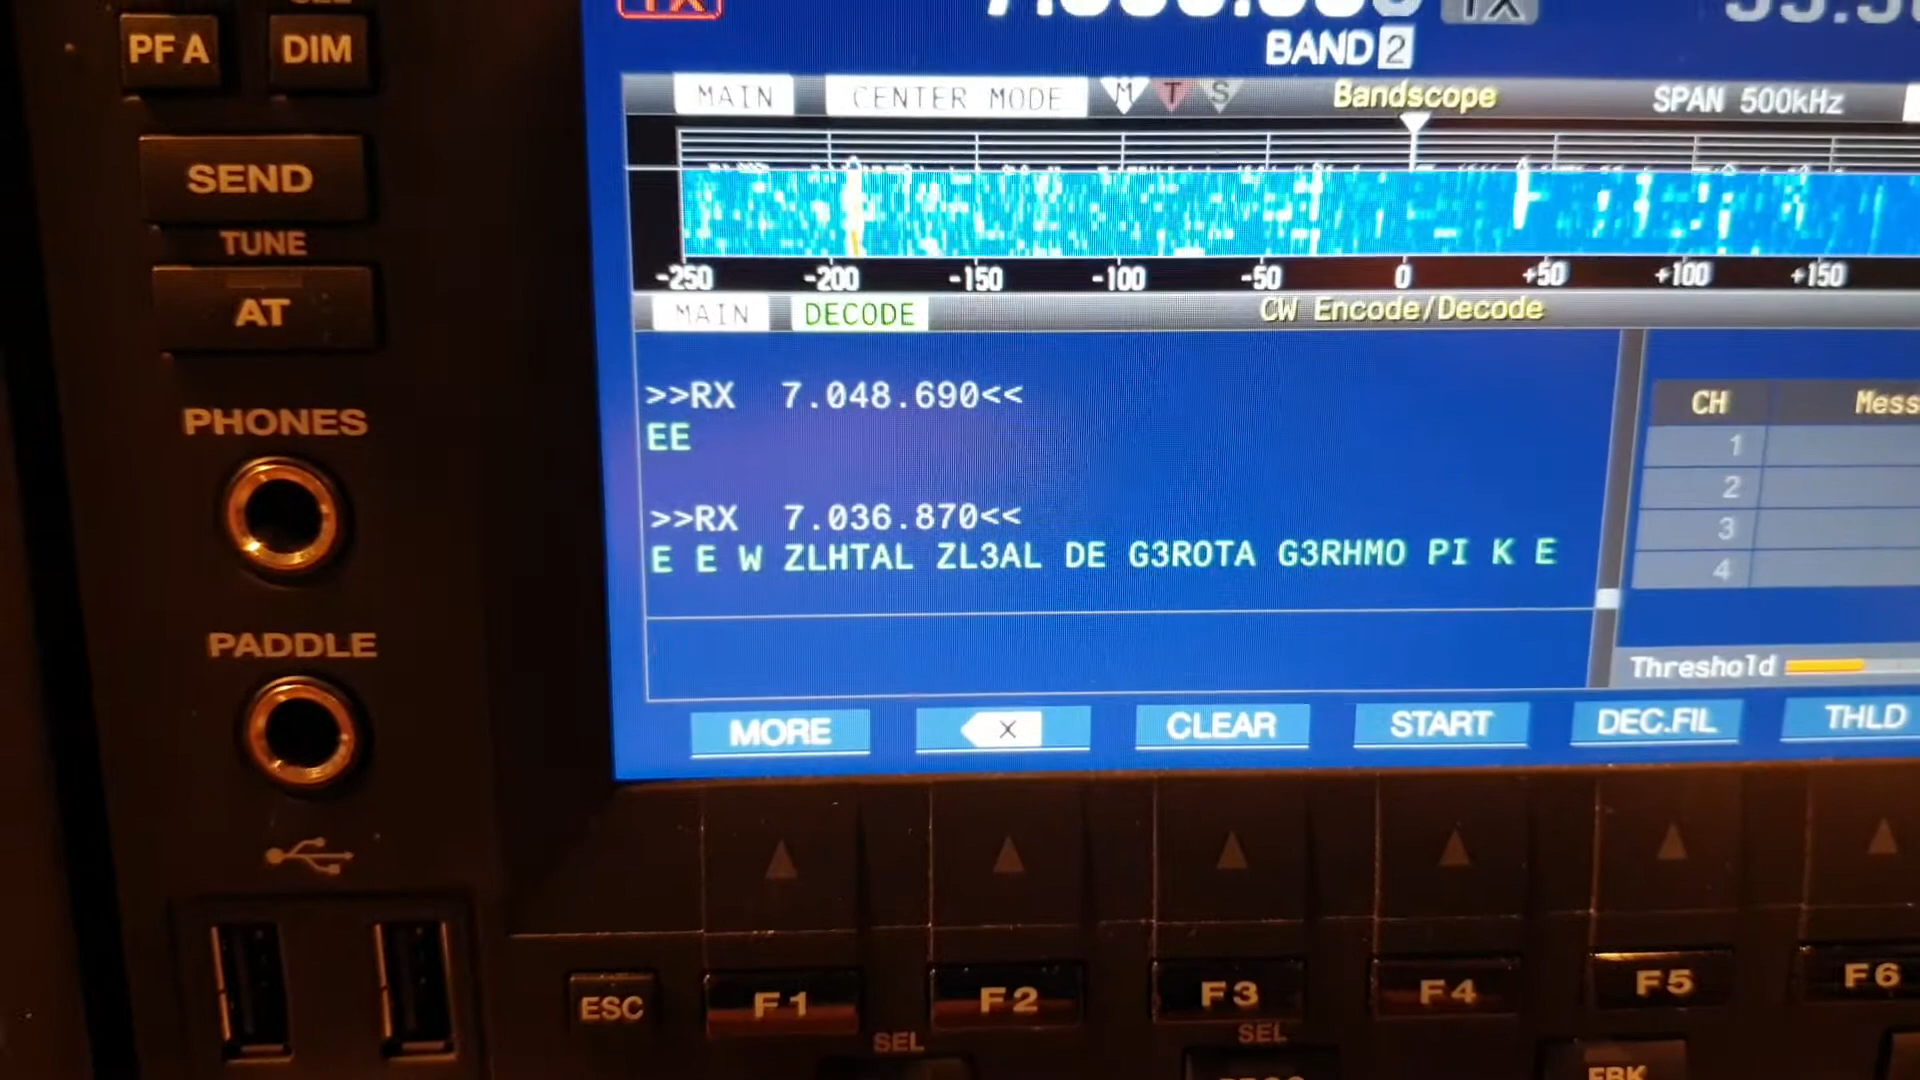 PF A
DIM
TX
TX
BAND 2
SEND
MAIN
CENTER MODE
M
T
S
Bandscope
SPAN 500kHz
TUNE
AT
-250
-200
-150
-100
-50
0
+50
+100
+150
MAIN
DECODE
CW Encode/Decode
PHONES
>>RX 7.048.690<<
EE
>>RX 7.036.870<<
E E W ZLHTAL ZL3AL DE G3ROTA G3RHMO PI K E
CH
Mess
1
2
3
4
PADDLE
Threshold
MORE
X
CLEAR
START
DEC.FIL
THLD
ESC
F1
F2
F3
F4
F5
F6
SEL
SEL